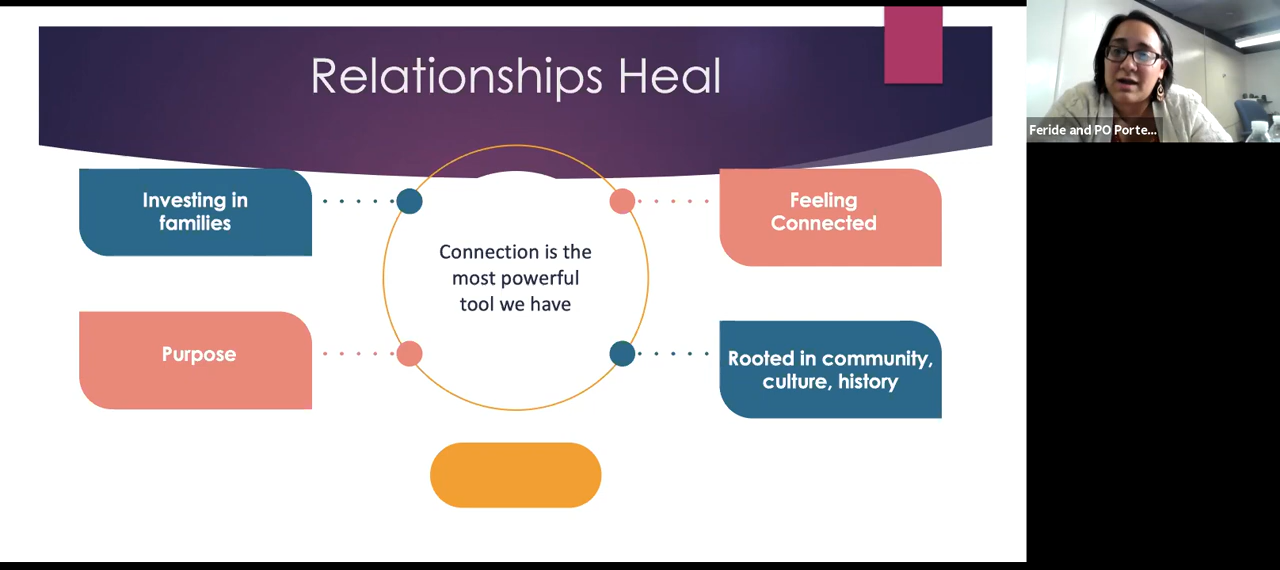 Relationships Heal
Investing in
families
Feeling
Connected
Connection is the
most powerful
tool we have
Purpose
Rooted in community,
culture, history
Feride and PO Porte...